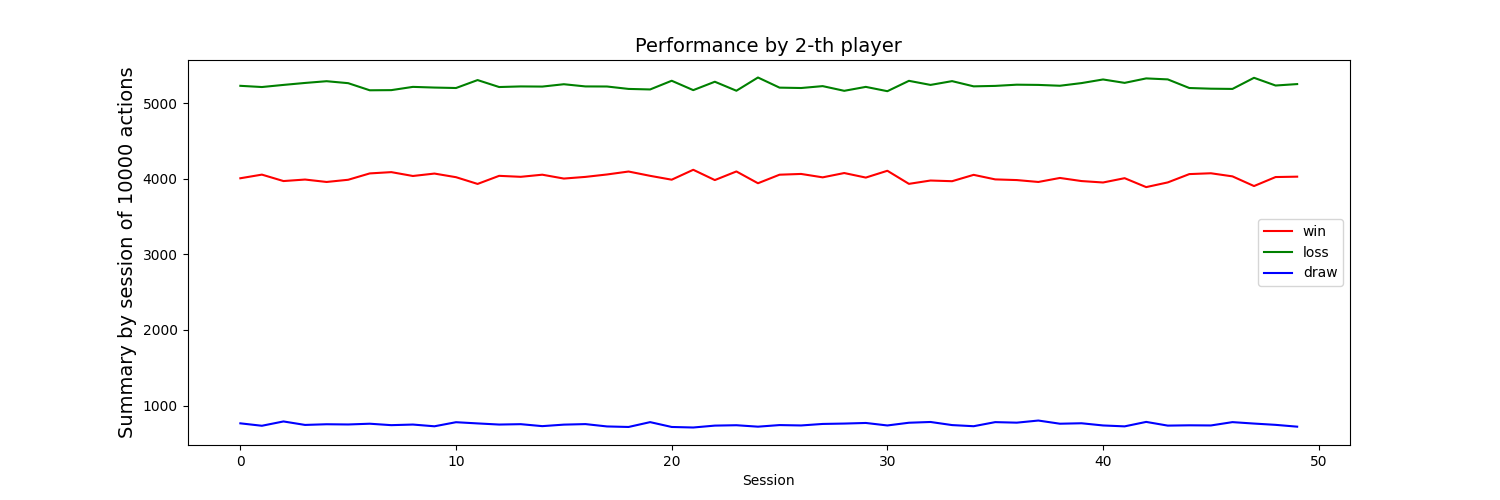 Performance by 2-th player
Summary by session of 10000 actions
5000
4000
3000
2000
1000
win
loss
draw
0 10 20 30 40 50
Session